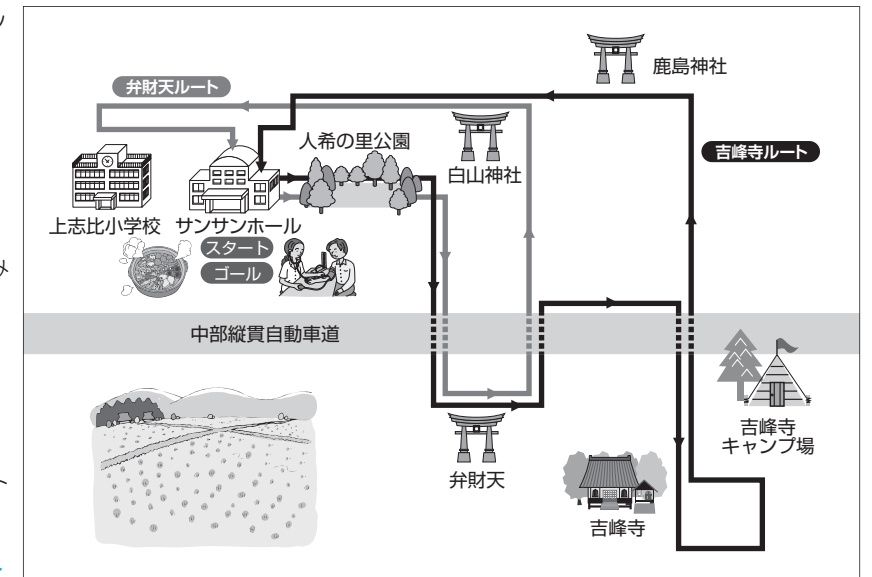 鹿島神社
弁財天ルート
人希の里公園
白山神社
吉峰寺ルート
上志比小学校
サンサンホール
スタート
ゴール
み
中部縦貫自動車道
吉峰寺
キャンプ場
弁財天
吉峰寺
ト